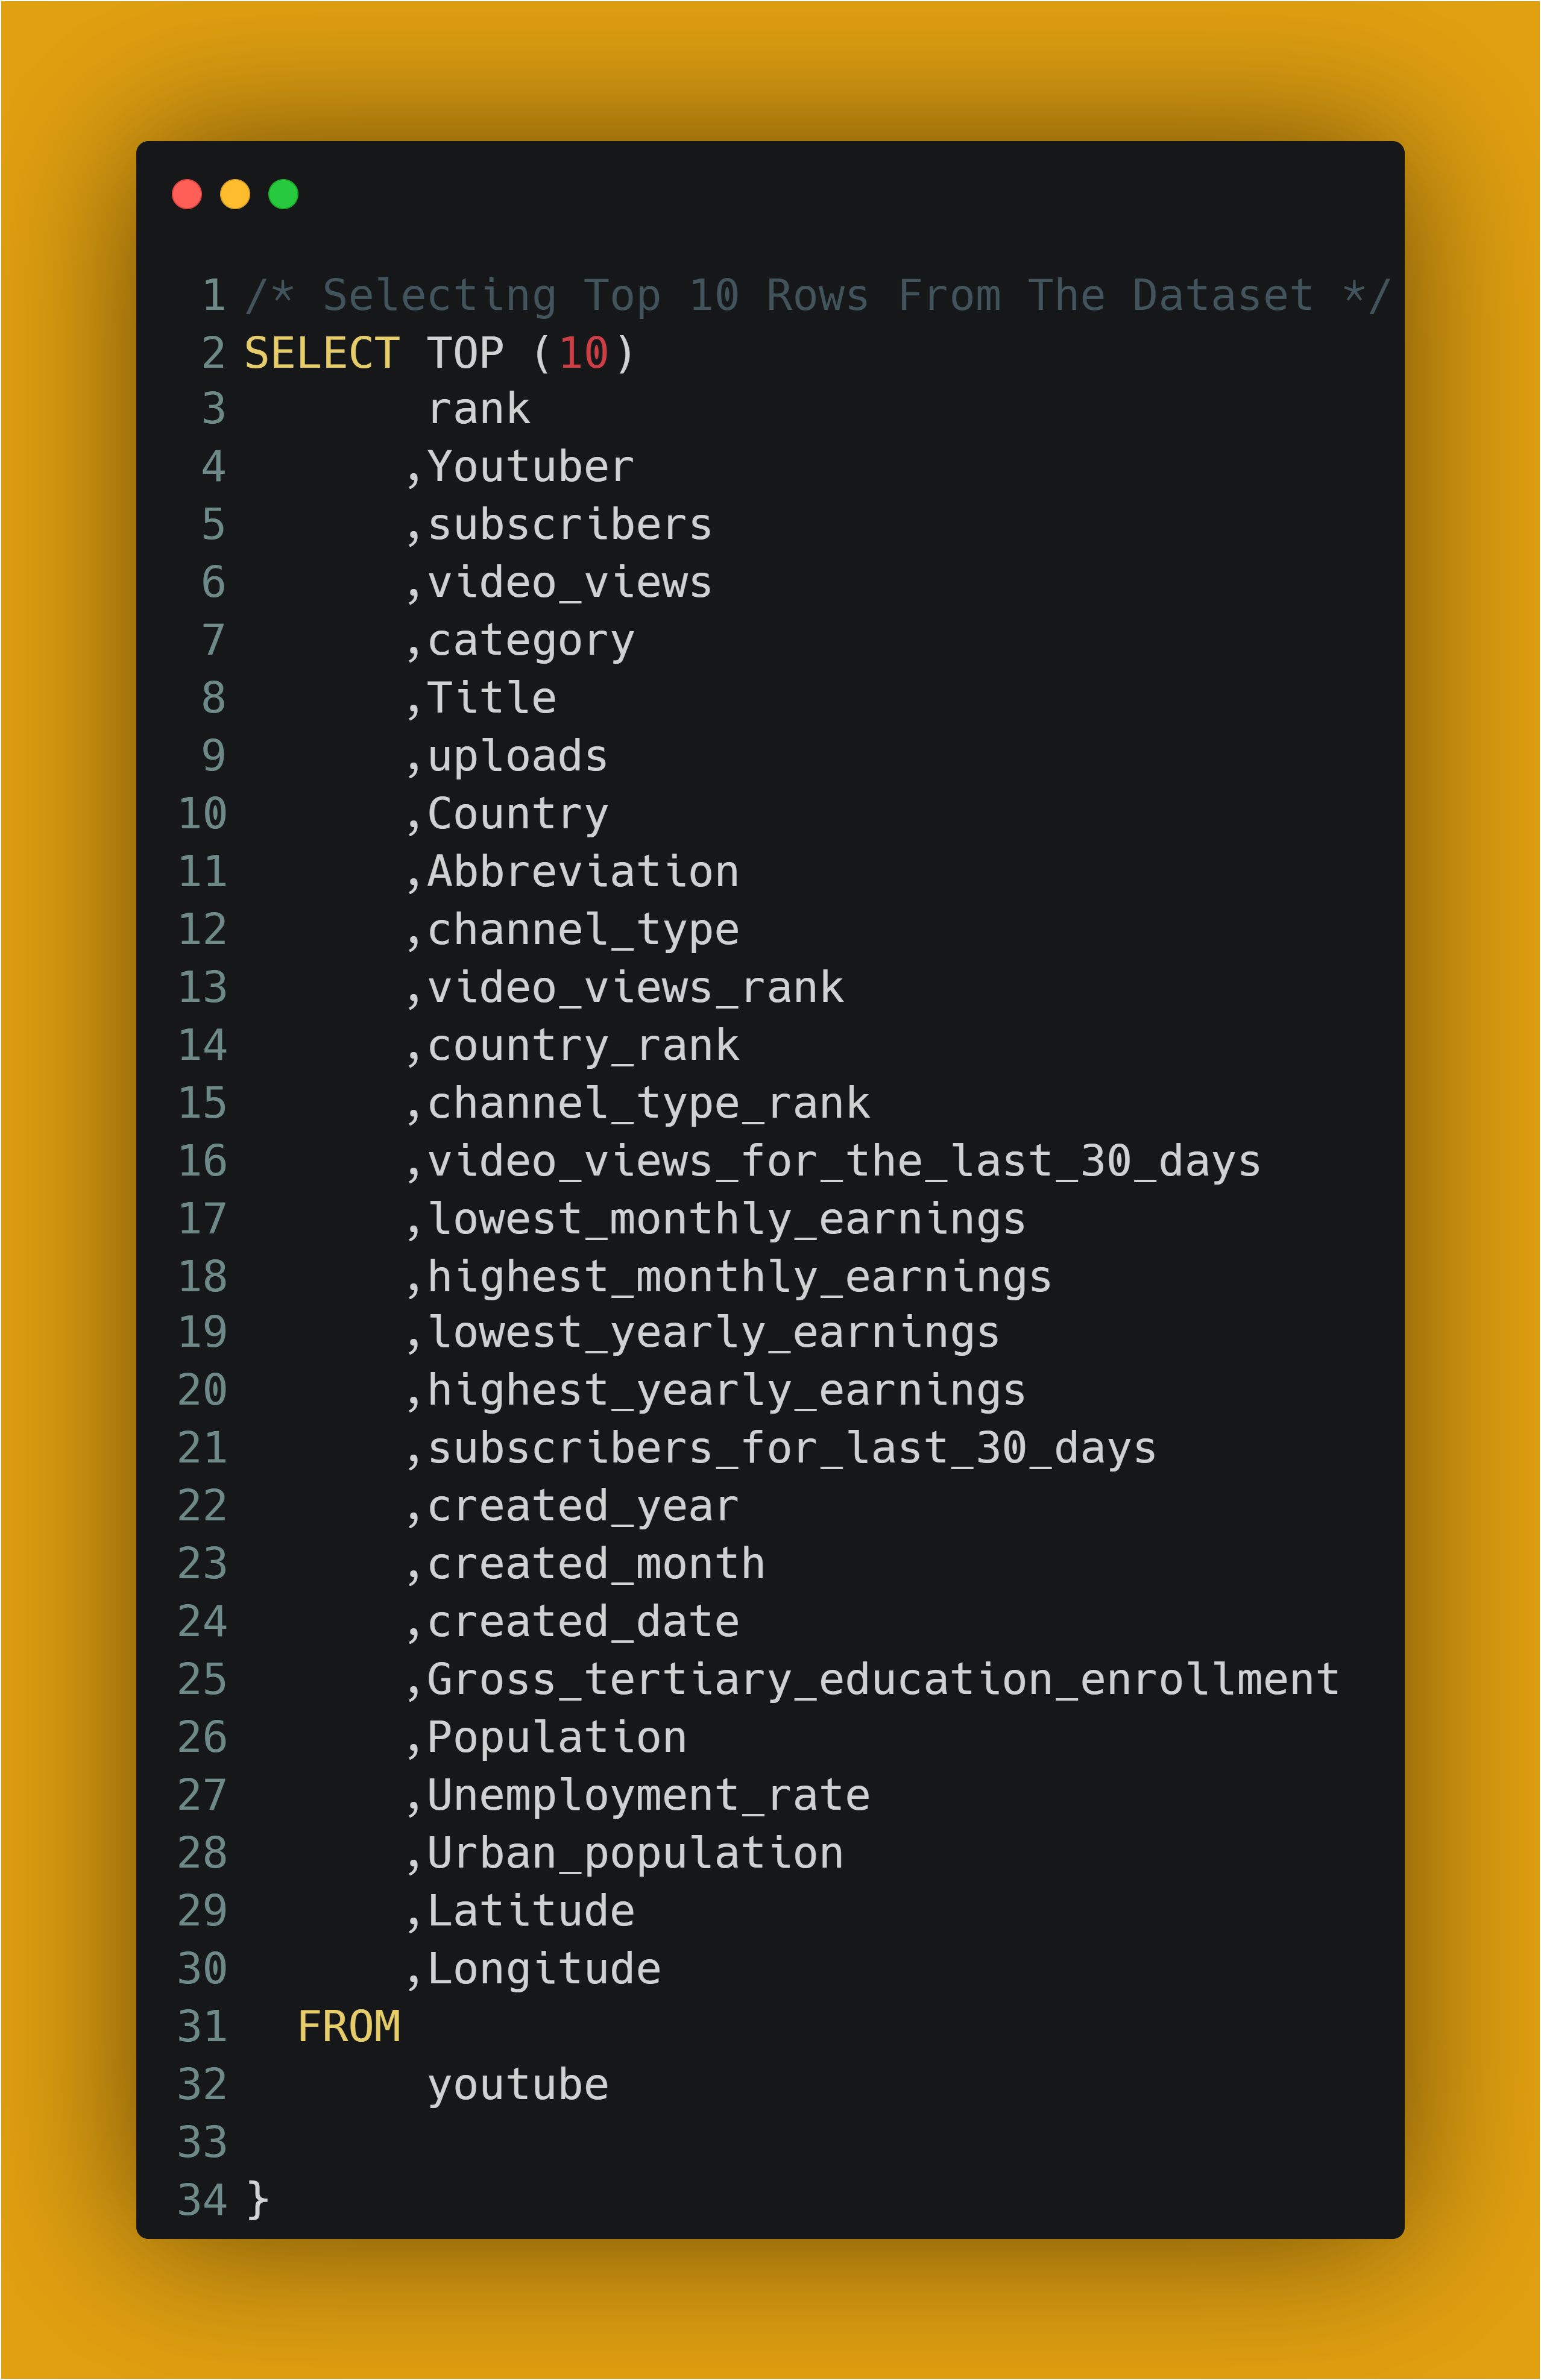 1 /* Selecting Top 10 Rows From The Dataset */
2 SELECT TOP (10)
3        rank
4       ,Youtuber
5       ,subscribers
6       ,video_views
7       ,category
8       ,Title
9       ,uploads
10       ,Country
11       ,Abbreviation
12       ,channel_type
13       ,video_views_rank
14       ,country_rank
15       ,channel_type_rank
16       ,video_views_for_the_last_30_days
17       ,lowest_monthly_earnings
18       ,highest_monthly_earnings
19       ,lowest_yearly_earnings
20       ,highest_yearly_earnings
21       ,subscribers_for_last_30_days
22       ,created_year
23       ,created_month
24       ,created_date
25       ,Gross_tertiary_education_enrollment
26       ,Population
27       ,Unemployment_rate
28       ,Urban_population
29       ,Latitude
30       ,Longitude
31   FROM
32        youtube
33
34 }